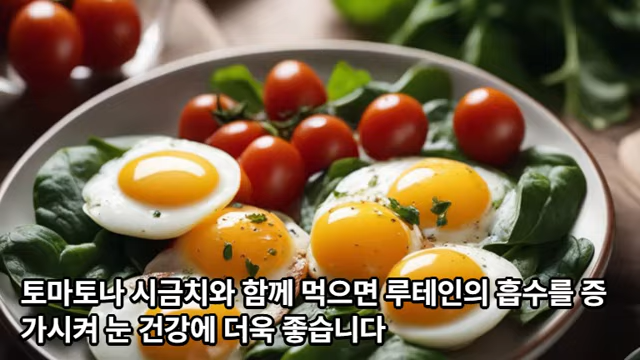 토마토나 시금치와 함께 먹으면 루테인의 흡수를 증
가시켜 눈 건강에 더욱 좋습니다